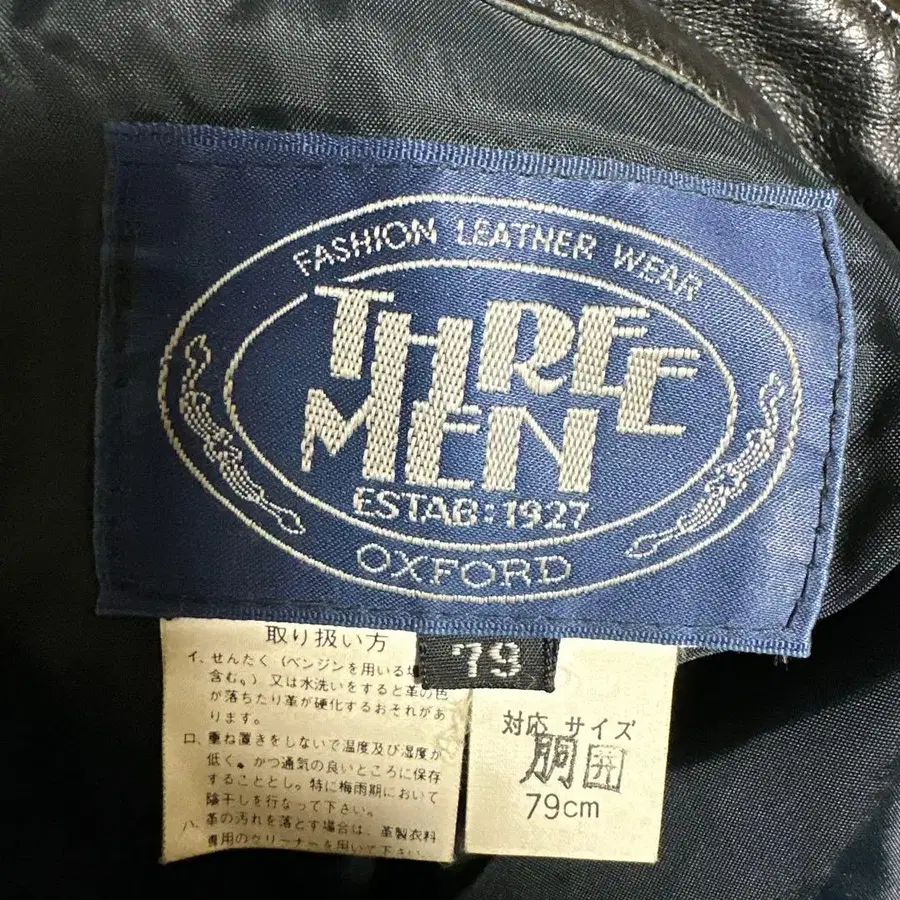 FASHION LEATHER WEAR
THREE
MEN
ESTAB:1927
OXFORD
79
取り扱い方
イ、せんたく(ベンジンを用いる場
含む。)又は水洗いをすると革の色
が落ちたり革が硬化するおそれがあ
ります。
ロ、重ね置きをしないで温度及び湿度が
低く、かつ通気の良いところに保存
することとし。特に梅雨期において
陰干しを行なって下さい。
ハ、革の汚れを落とす場合は、革製衣料
専用のクリーナーを用いて下さい。
対応 サイズ
胴囲
79cm